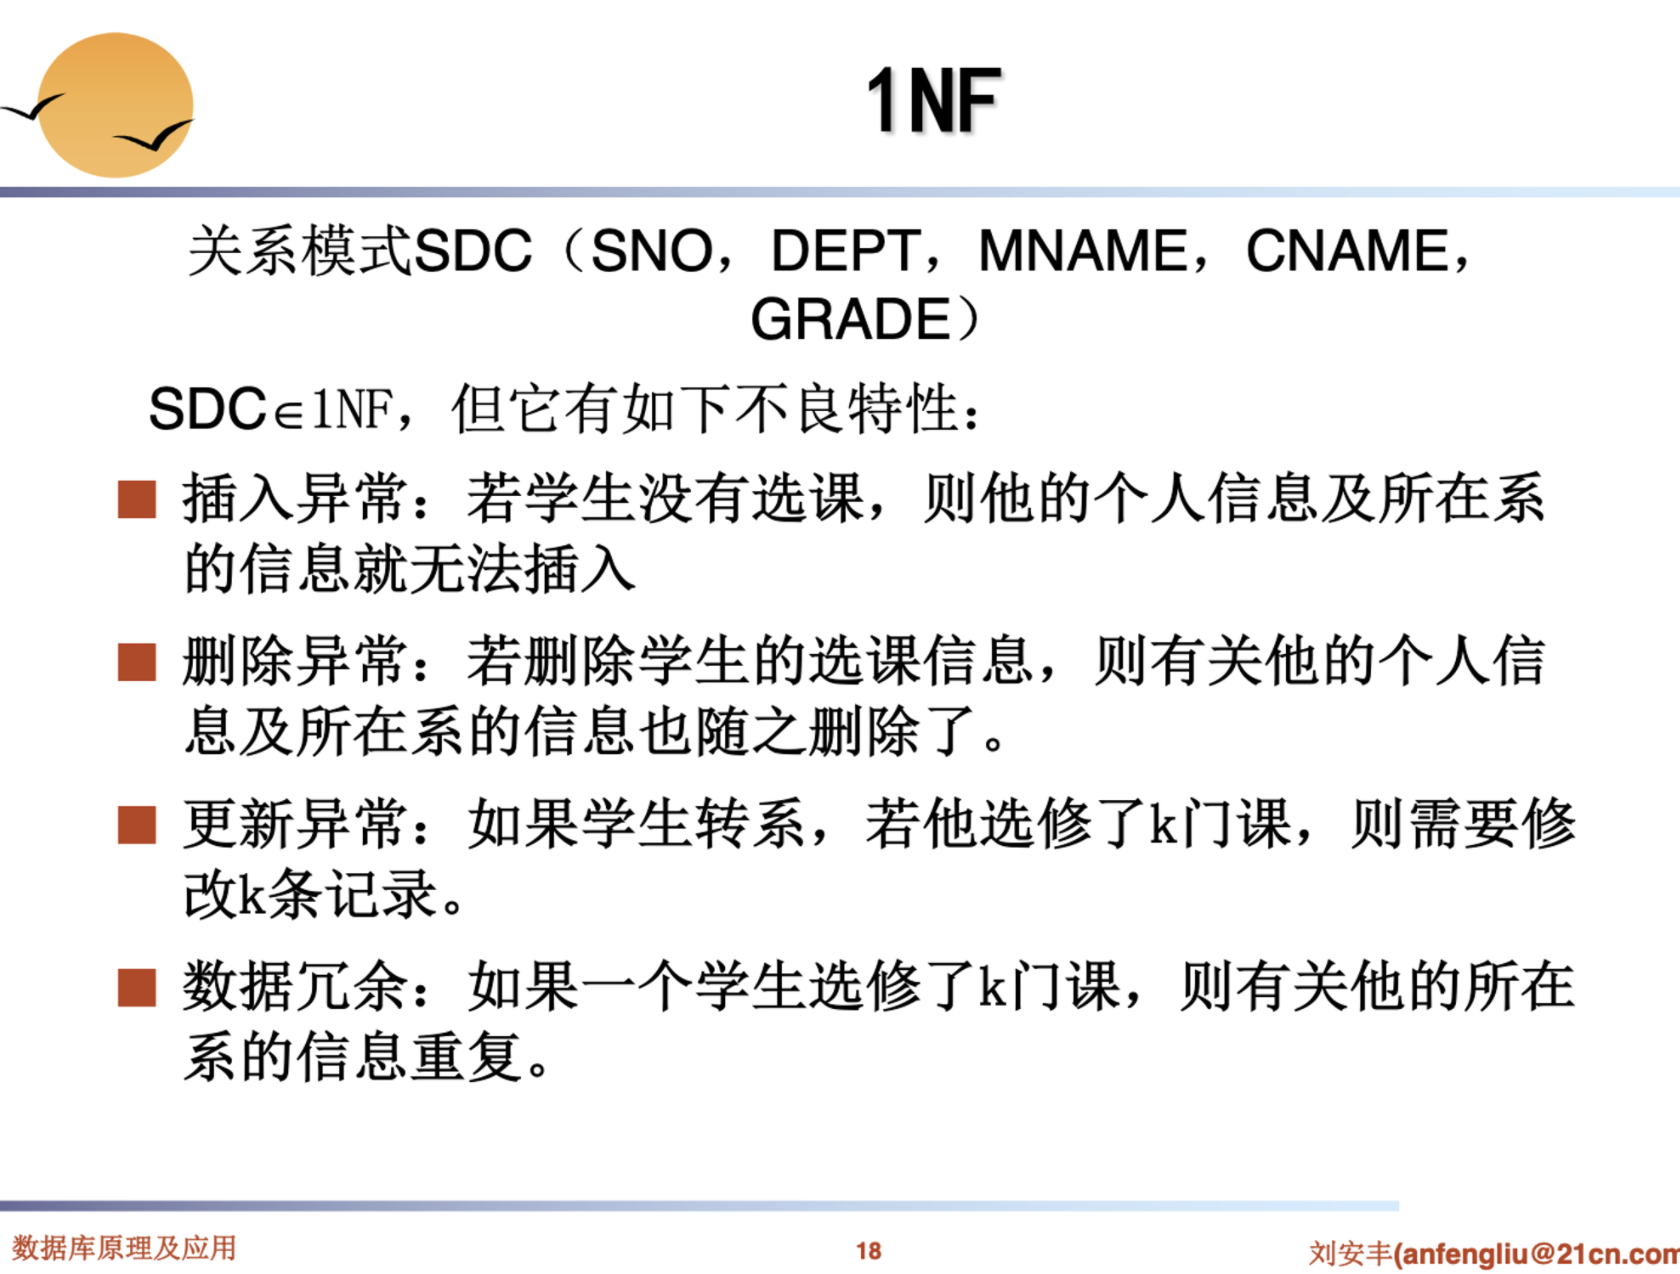 1NF
关系模式SDC（SNO，DEPT，MNAME，CNAME，
GRADE）
SDC∈1NF，但它有如下不良特性：
插入异常：若学生没有选课，则他的个人信息及所在系
的信息就无法插入
删除异常：若删除学生的选课信息，则有关他的个人信
息及所在系的信息也随之删除了。
更新异常：如果学生转系，若他选修了k门课，则需要修
改k条记录。
数据冗余：如果一个学生选修了k门课，则有关他的所在
系的信息重复。
数据库原理及应用
18
刘安丰(anfengliu@21cn.com